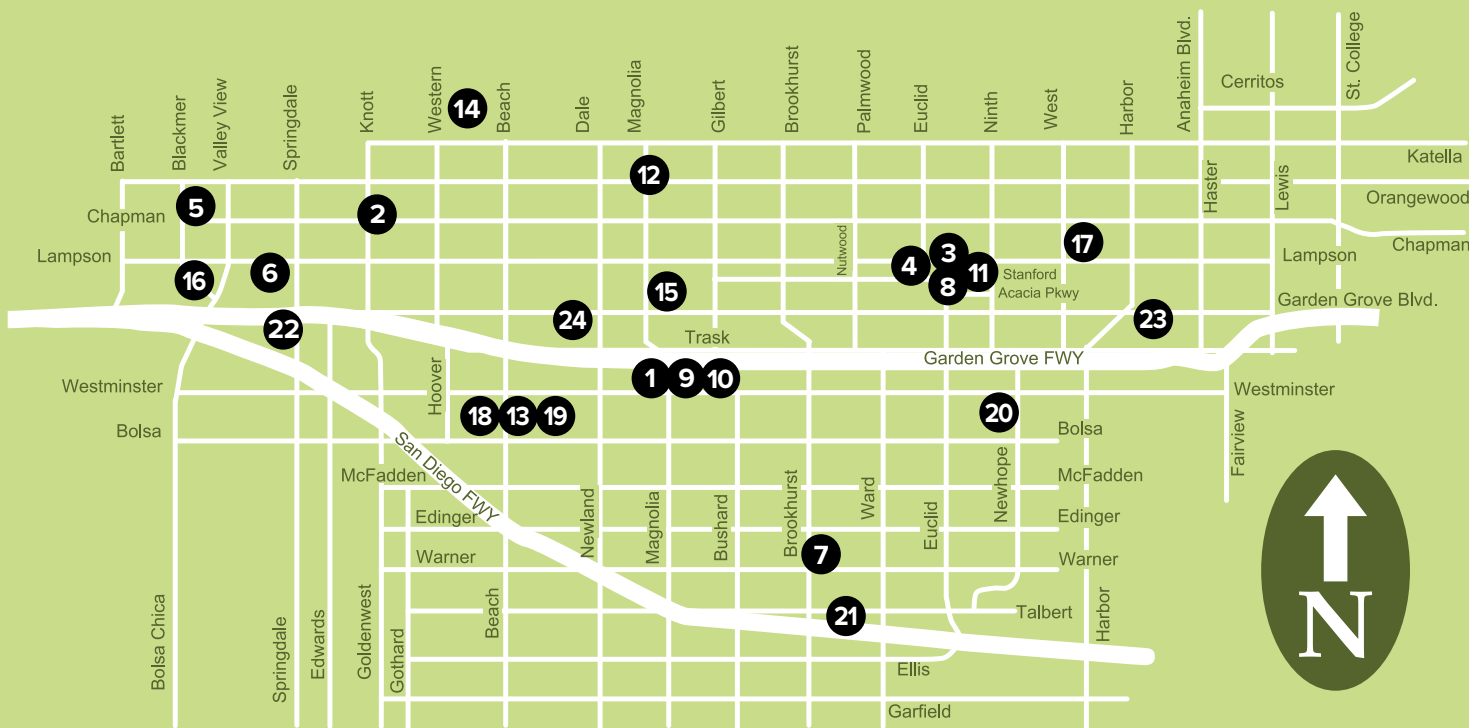 Bartlett
Blackmer
Valley View
Springdale
Knott
Western
14
Beach
Dale
Magnolia
Gilbert
Brookhurst
Palmwood
Euclid
Ninth
West
Harbor
Anaheim Blvd.
Cerritos
St. College
Katella
12
Haster
Lewis
Orangewood
Chapman
5
2
Chapman
Lampson
16
6
15
Nutwood
4
3
8
11
Stanford
Acacia Pkwy
17
Lampson
Garden Grove Blvd.
22
24
Trask
23
Garden Grove FWY
Westminster
Hoover
1
9
10
Westminster
Bolsa
18
13
19
20
Bolsa
San Diego FWY
McFadden
Newhope
McFadden
Fairview
Edinger
Newland
Magnolia
Bushard
Brookhurst
Ward
Euclid
Edinger
Warner
7
Warner
Bolsa Chica
Springdale
Edwards
Goldenwest
Gothard
Beach
21
Talbert
Harbor
Ellis
Garfield
N